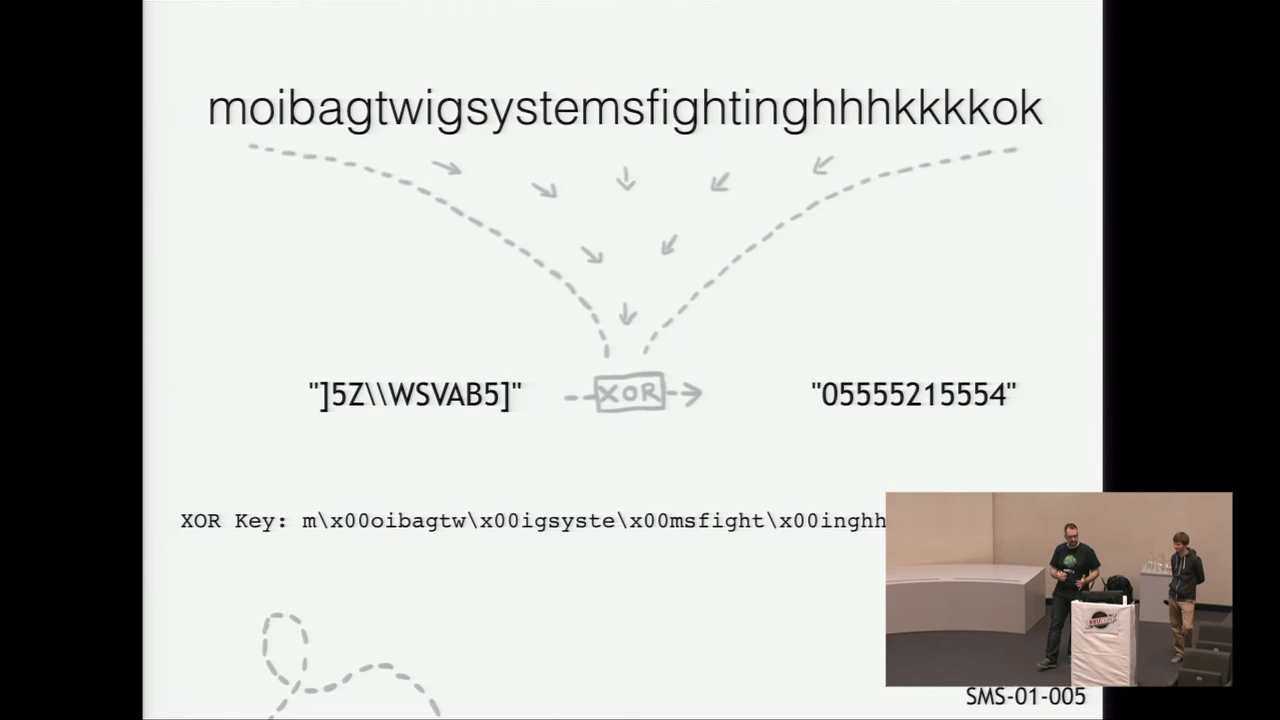 moibagtwigsystemsfightinghhhkkkkok
"]5Z\\WSVAB5]" XOR "05555215554"
XOR Key: m\x00oibagtw\x00igsyste\x00msfight\x00inghh
SMS-01-005